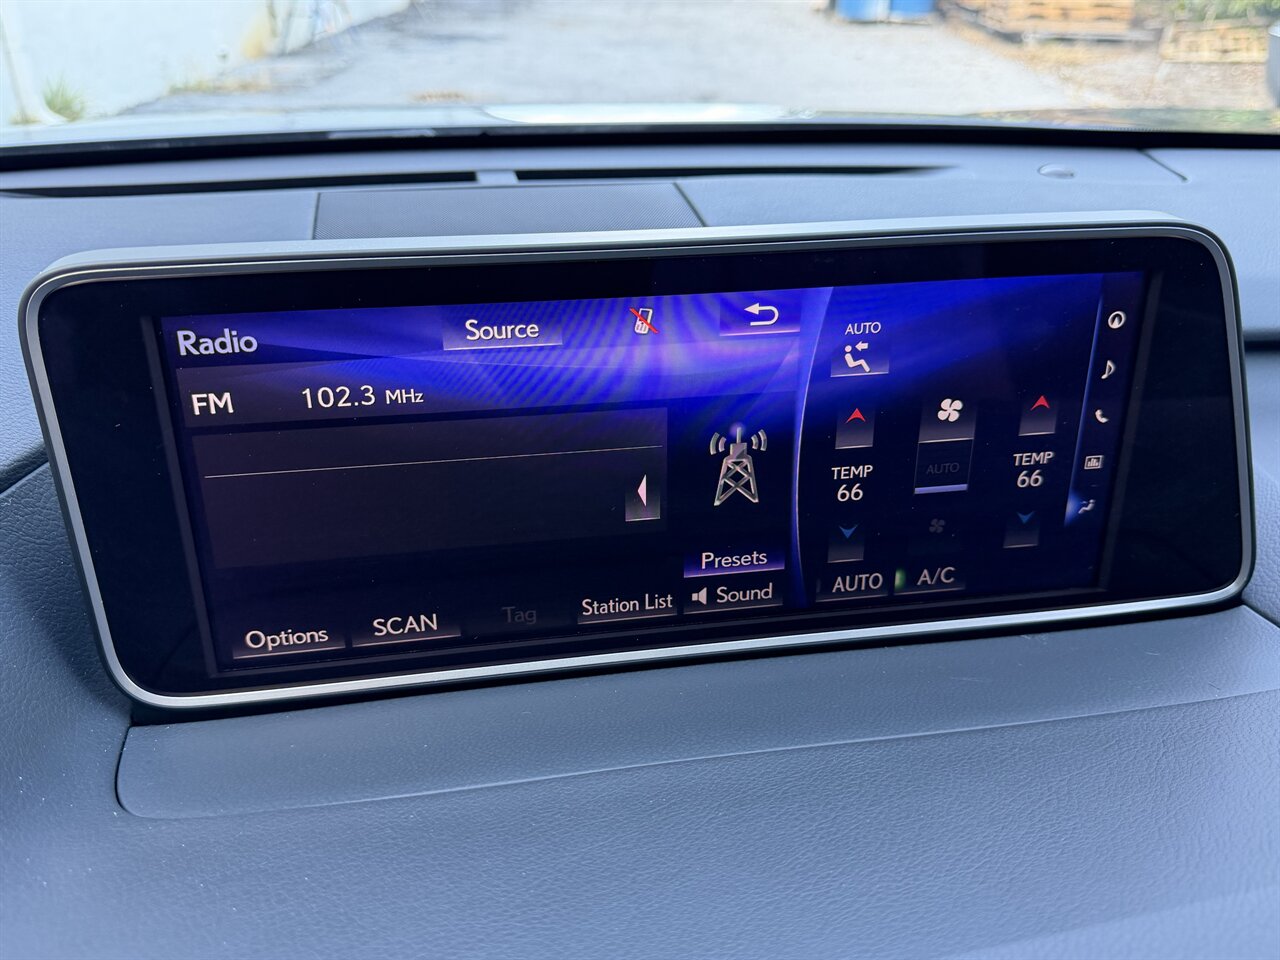 Radio
Source
FM 102.3 MHz
Presets
Options
SCAN
Tag
Station List
Sound
AUTO
TEMP
66
AUTO
TEMP
66
AUTO
A/C